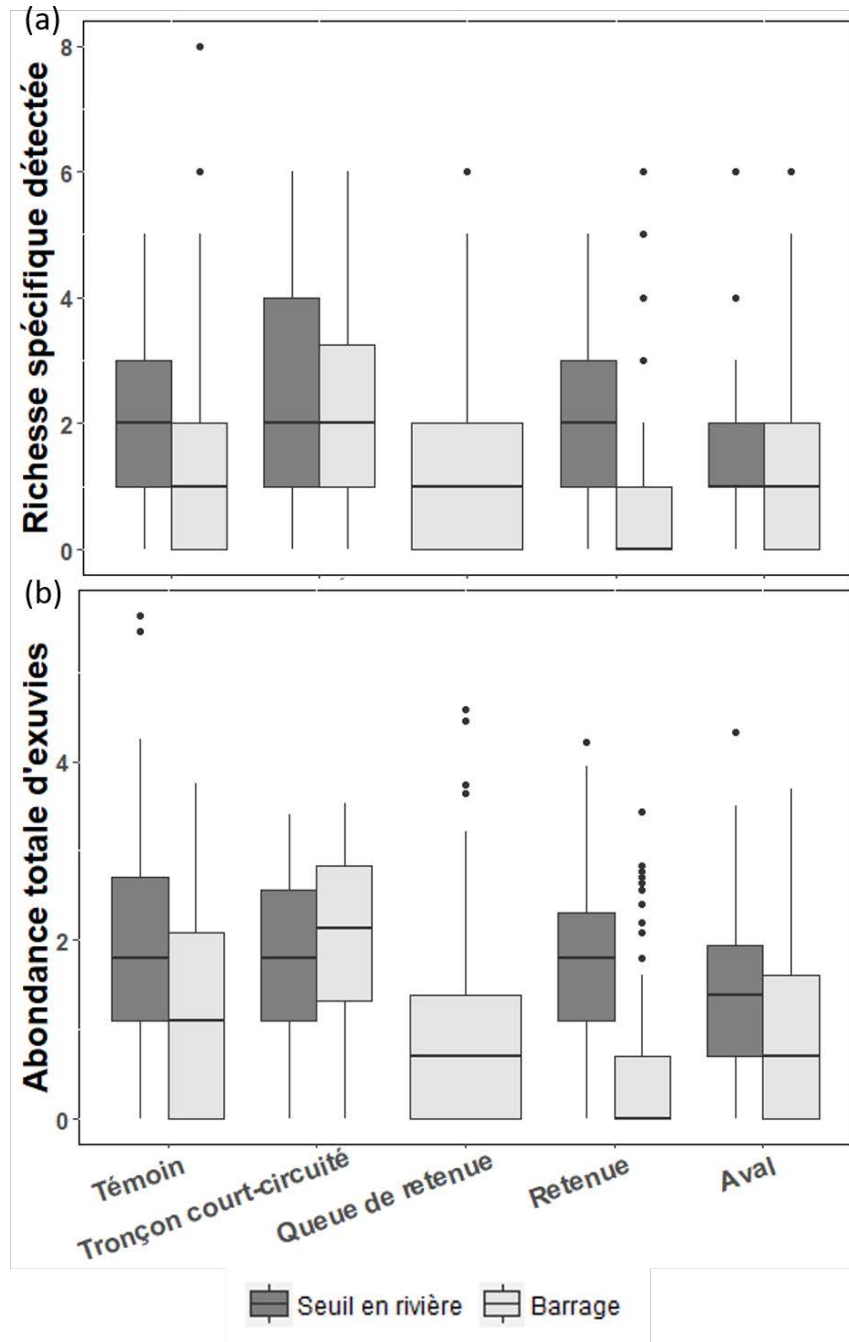 (a)
Richesse spécifique détectée
8
6
4
2
0
(b)
Abondance totale d'exuvies
4
2
0
Témoin
Tronçon court-circuité
Queue de retenue
Retenue
Aval
Seuil en rivière
Barrage